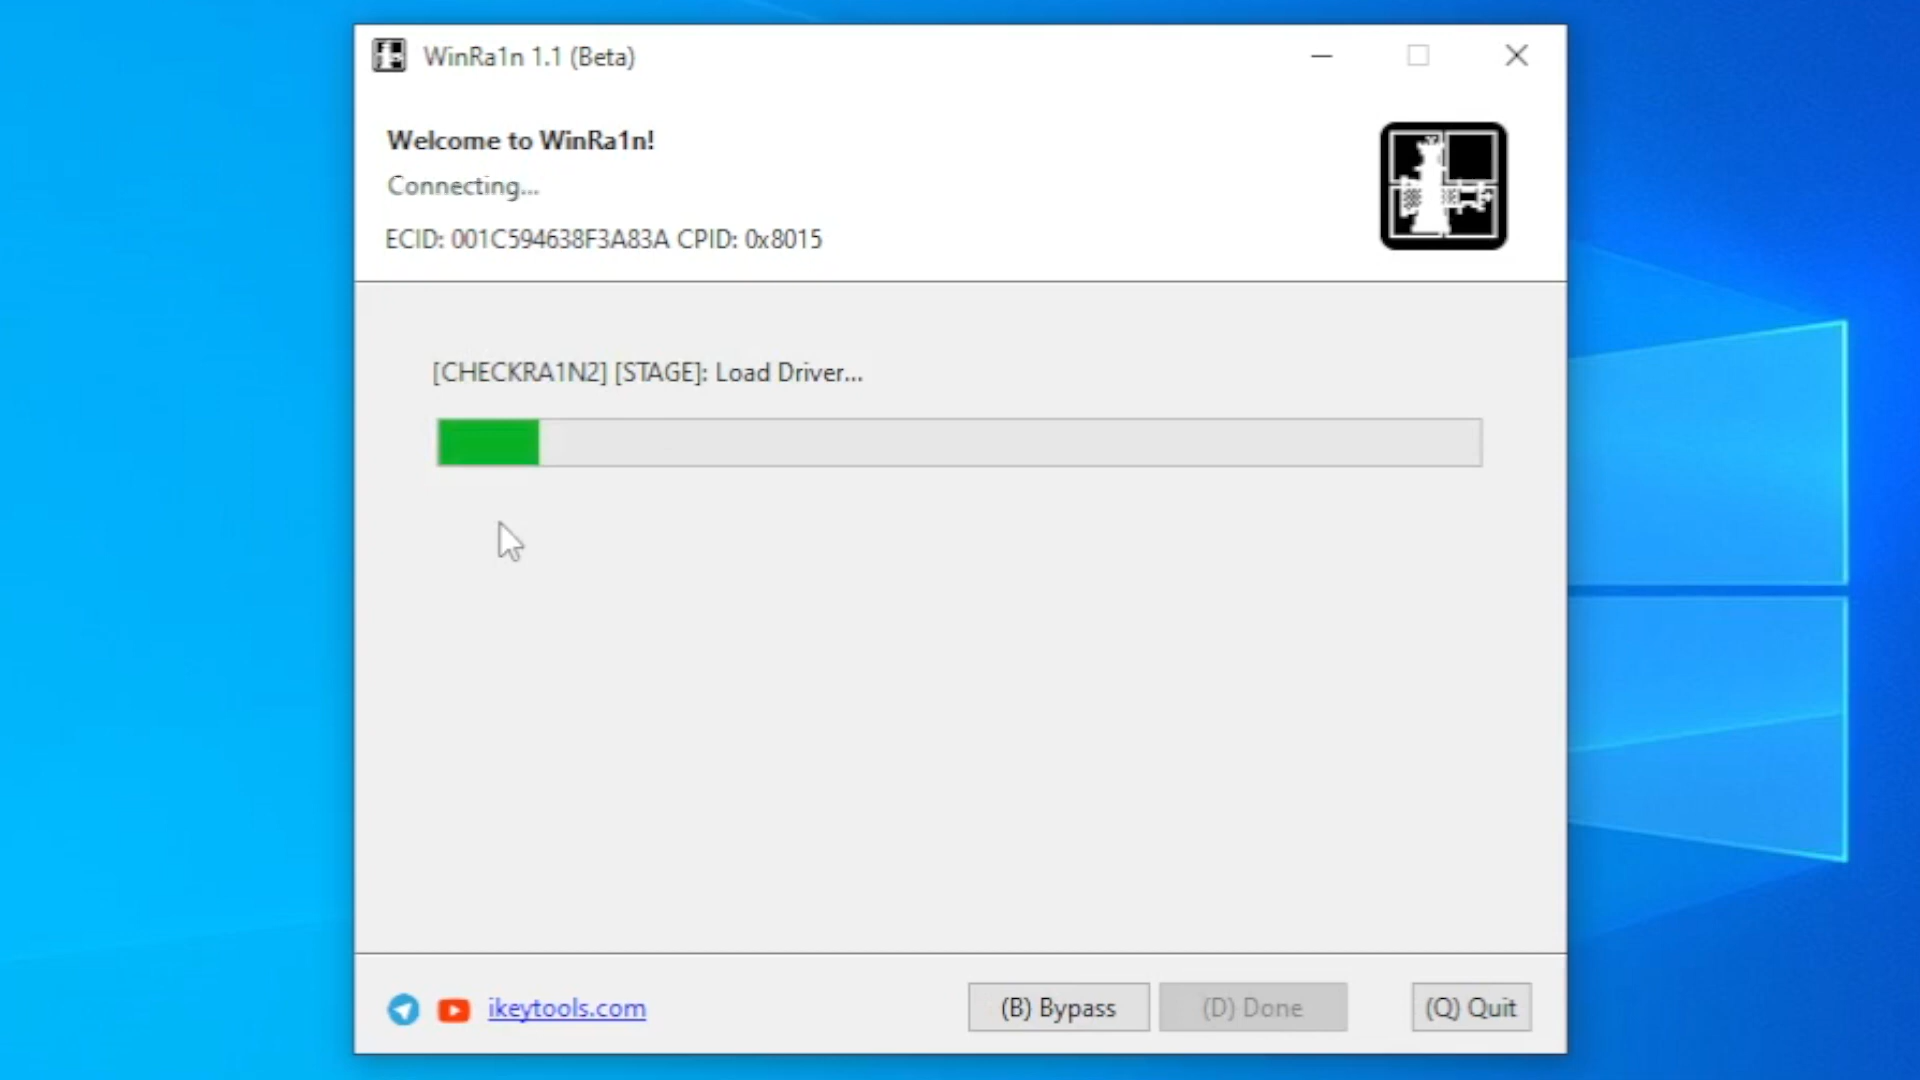 WinRa1n 1.1 (Beta)
Welcome to WinRa1n!
Connecting...
ECID: 001C594638F3A83A CPID: 0x8015
[CHECKRA1N2] [STAGE]: Load Driver...
ikeytools.com
(B) Bypass
(D) Done
(Q) Quit